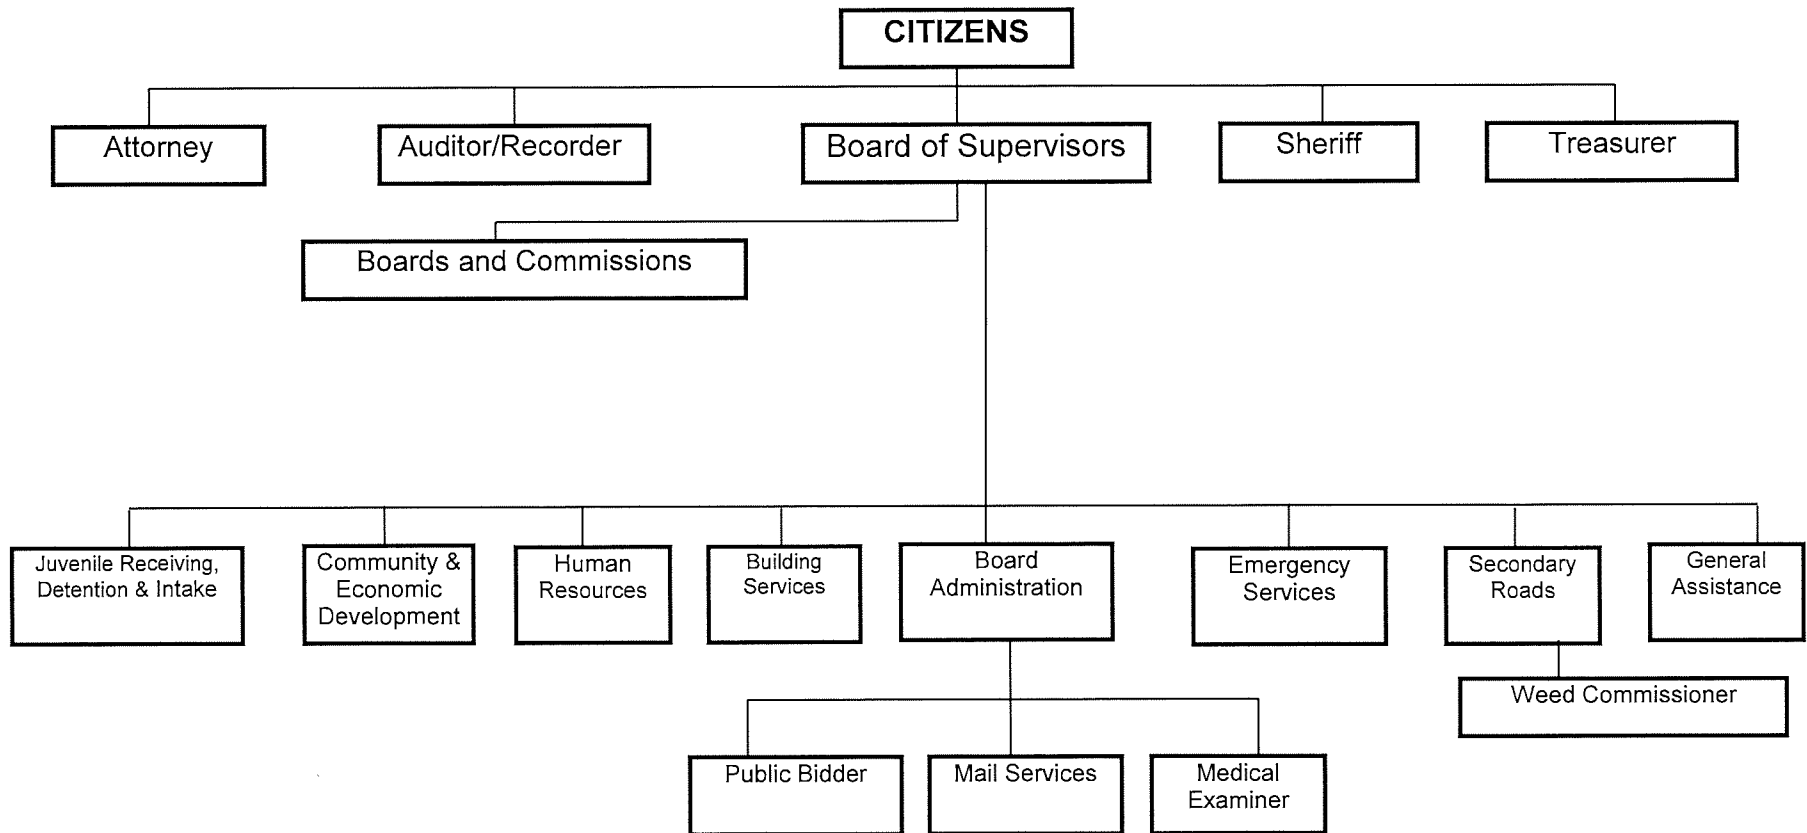 CITIZENS
Attorney
Auditor/Recorder
Board of Supervisors
Sheriff
Treasurer
Boards and Commissions
Juvenile Receiving,
Detention & Intake
Community &
Economic
Development
Human
Resources
Building
Services
Board
Administration
Emergency
Services
Secondary
Roads
General
Assistance
Weed Commissioner
Public Bidder
Mail Services
Medical
Examiner